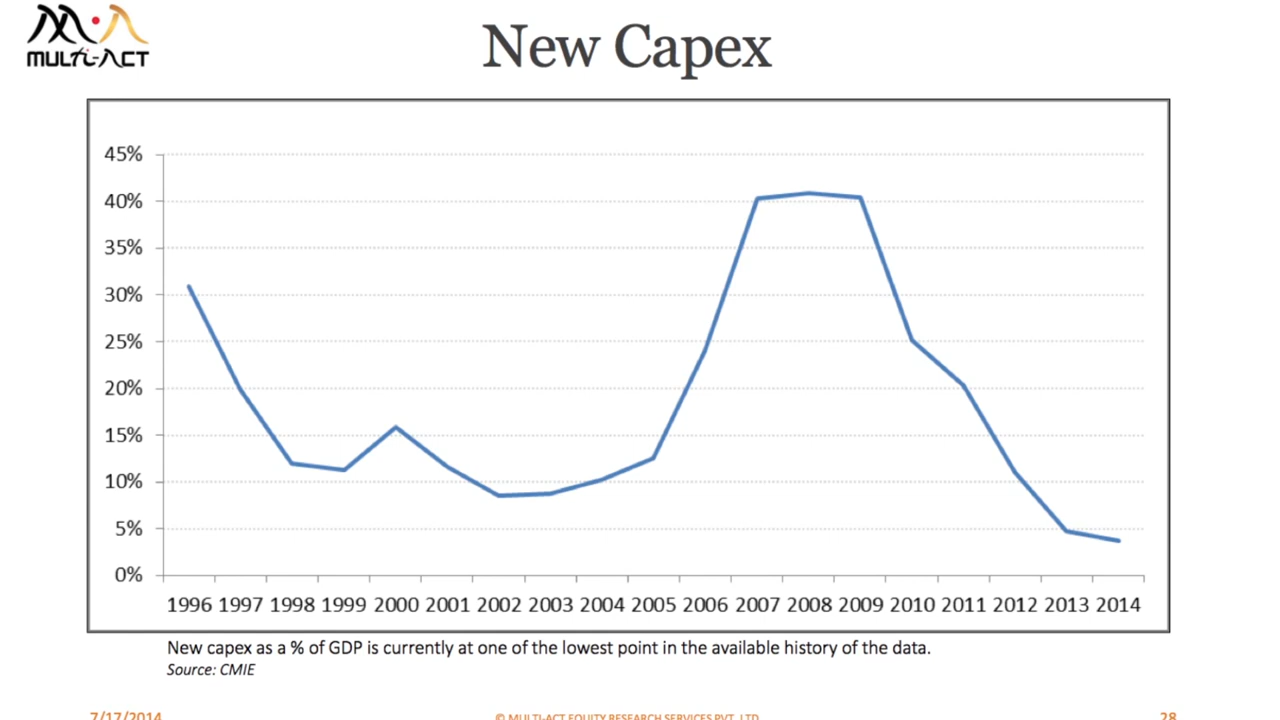 MULTI-ACT
New Capex
45%
40%
35%
30%
25%
20%
15%
10%
5%
0%
1996 1997 1998 1999 2000 2001 2002 2003 2004 2005 2006 2007 2008 2009 2010 2011 2012 2013 2014
New capex as a % of GDP is currently at one of the lowest point in the available history of the data.
Source: CMIE
7/17/2014 © MULTI-ACT EQUITY RESEARCH SERVICES PVT. LTD 28